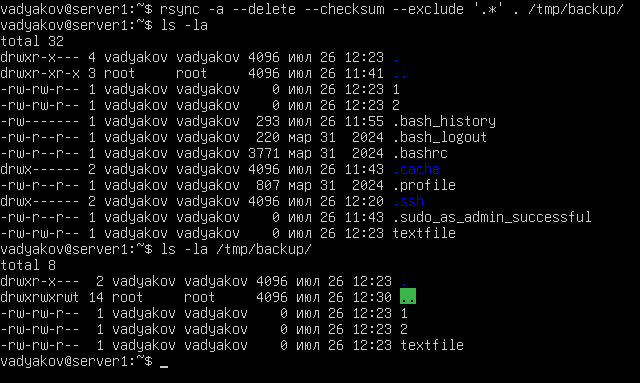 vadyakov@server1:~$ rsync -a --delete --checksum --exclude '.*' . /tmp/backup/
vadyakov@server1:~$ ls -la
total 32
drwxr-x--- 4 vadyakov vadyakov 4096 июл 26 12:23 .
drwxr-xr-x 3 root     root     4096 июл 26 11:41 ..
-rw-rw-r-- 1 vadyakov vadyakov    0 июл 26 12:23 1
-rw-rw-r-- 1 vadyakov vadyakov    0 июл 26 12:23 2
-rw------- 1 vadyakov vadyakov  293 июл 26 11:55 .bash_history
-rw-r--r-- 1 vadyakov vadyakov  220 мар 31  2024 .bash_logout
-rw-r--r-- 1 vadyakov vadyakov 3771 мар 31  2024 .bashrc
drwx------ 2 vadyakov vadyakov 4096 июл 26 11:43 .cache
-rw-r--r-- 1 vadyakov vadyakov  807 мар 31  2024 .profile
drwx------ 2 vadyakov vadyakov 4096 июл 26 12:20 .ssh
-rw-r--r-- 1 vadyakov vadyakov    0 июл 26 11:43 .sudo_as_admin_successful
-rw-rw-r-- 1 vadyakov vadyakov    0 июл 26 12:23 textfile
vadyakov@server1:~$ ls -la /tmp/backup/
total 8
drwxr-x---  2 vadyakov vadyakov 4096 июл 26 12:23 .
drwxrwxrwt 14 root     root     4096 июл 26 12:30 ..
-rw-rw-r--  1 vadyakov vadyakov    0 июл 26 12:23 1
-rw-rw-r--  1 vadyakov vadyakov    0 июл 26 12:23 2
-rw-rw-r--  1 vadyakov vadyakov    0 июл 26 12:23 textfile
vadyakov@server1:~$ _